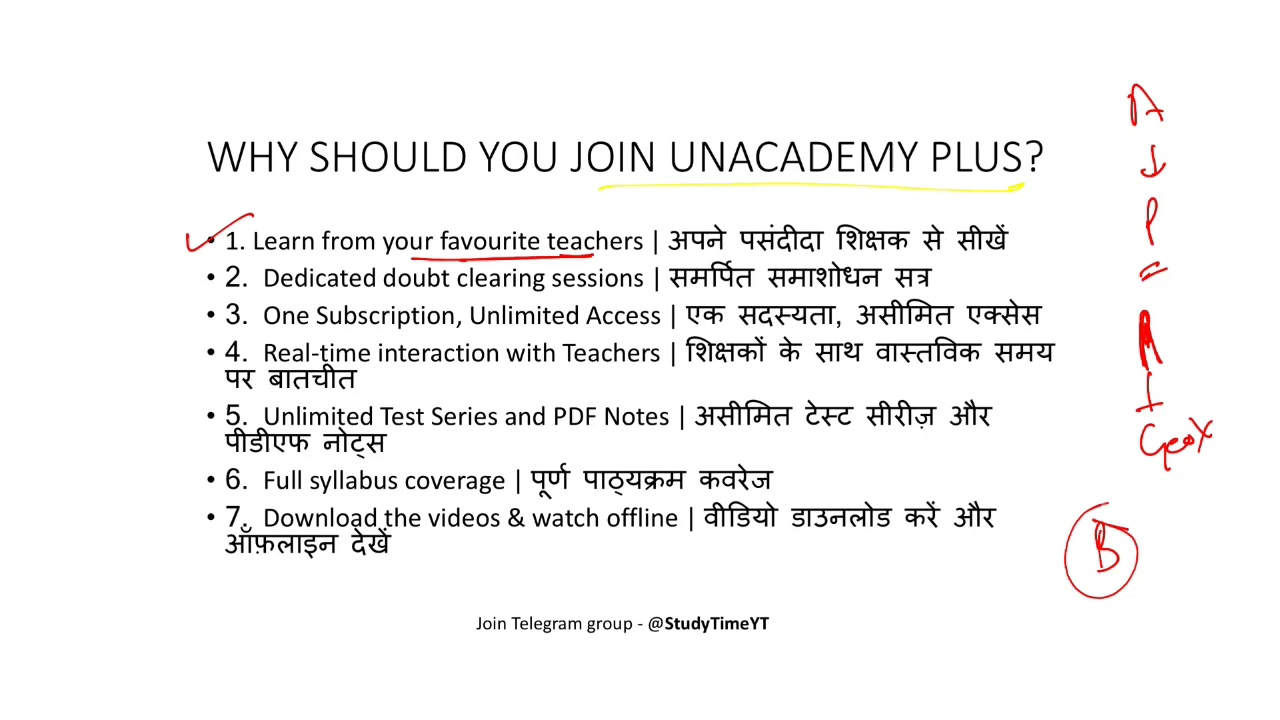 WHY SHOULD YOU JOIN UNACADEMY PLUS?
• 1. Learn from your favourite teachers | अपने पसंदीदा शिक्षक से सीखें
• 2. Dedicated doubt clearing sessions | समर्पित समाशोधन सत्र
• 3. One Subscription, Unlimited Access | एक सदस्यता, असीमित एक्सेस
• 4. Real-time interaction with Teachers | शिक्षकों के साथ वास्तविक समय
पर बातचीत
• 5. Unlimited Test Series and PDF Notes | असीमित टेस्ट सीरीज़ और
पीडीएफ नोट्स
• 6. Full syllabus coverage | पूर्ण पाठ्यक्रम कवरेज
• 7. Download the videos & watch offline | वीडियो डाउनलोड करें और
ऑफ़लाइन देखें
Join Telegram group - @StudyTimeYT
P
I
B